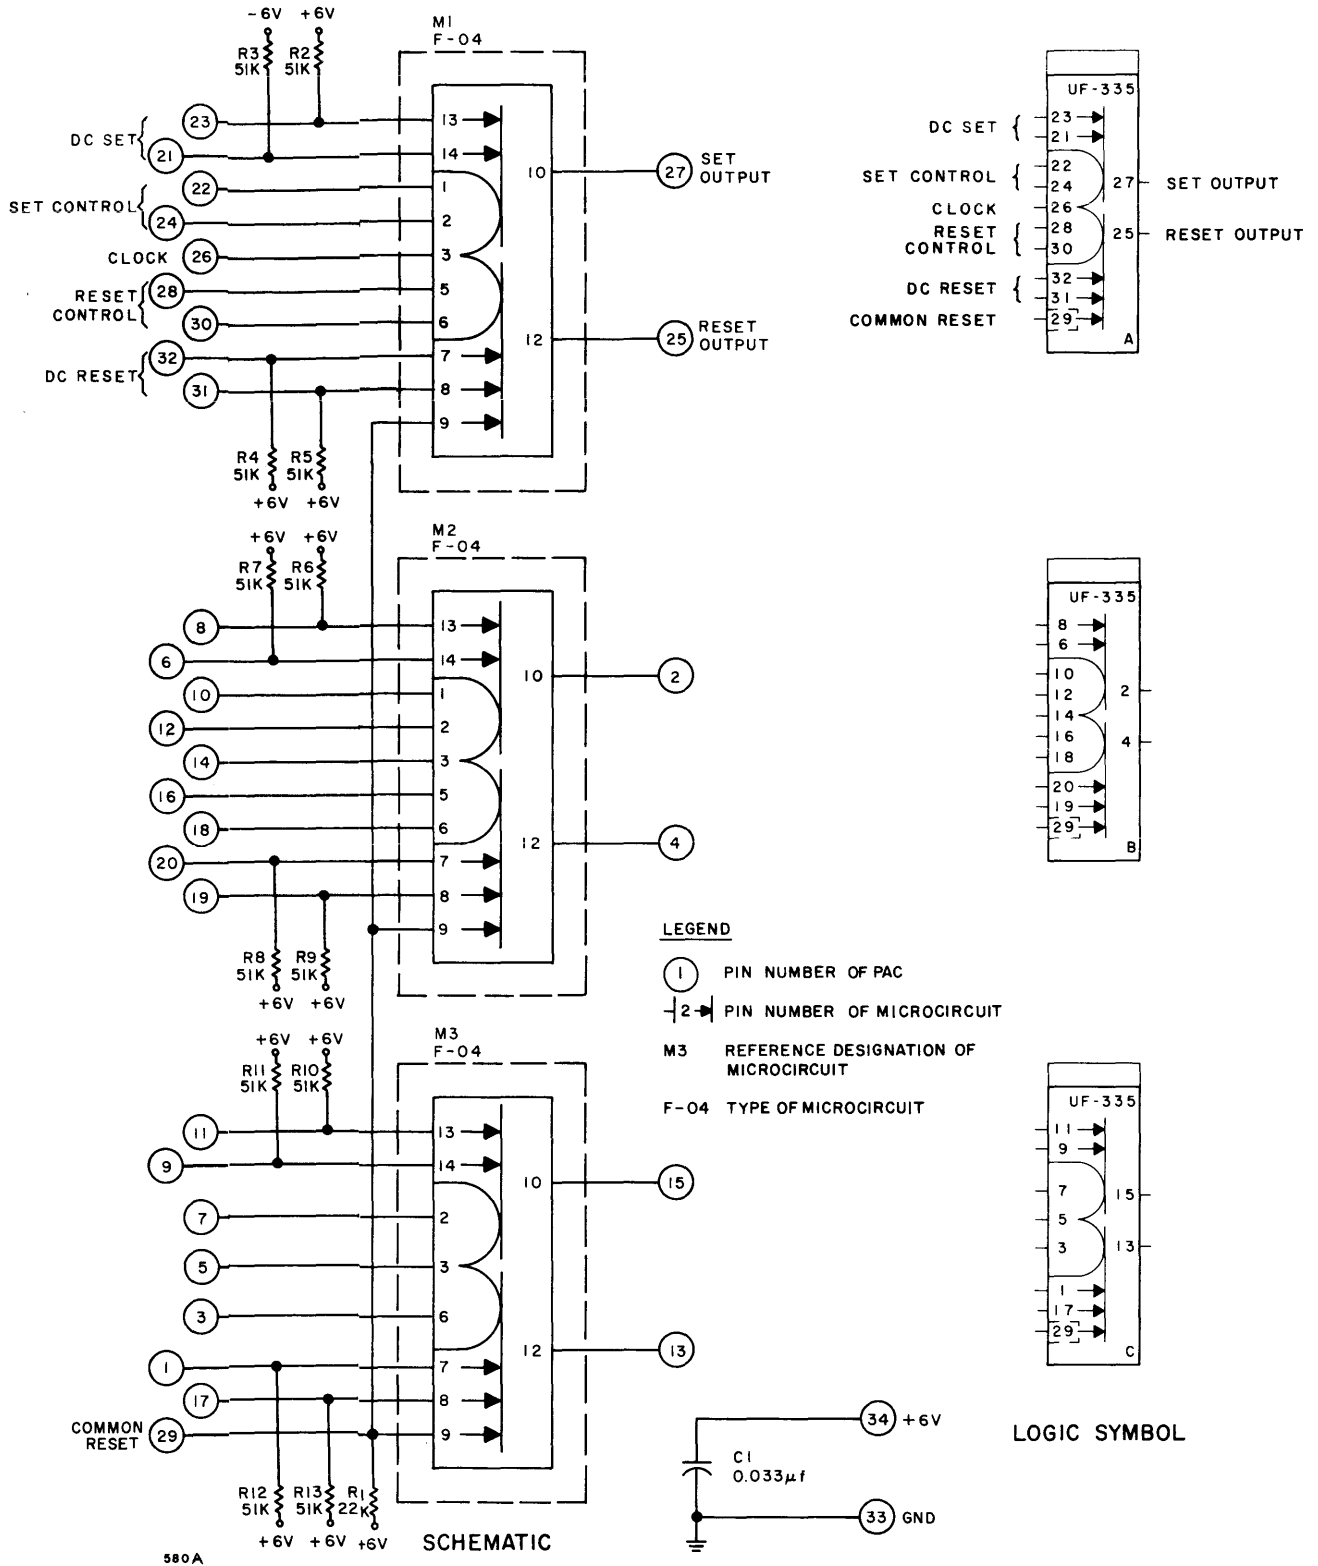 -6V +6V
R3 51K R2 51K
M1
F-04
DC SET
23
21
SET CONTROL
22
24
CLOCK 26
RESET CONTROL
28
30
DC RESET
32
31
13
14
1
2
3
5
6
7
8
9
10
12
27 SET OUTPUT
25 RESET OUTPUT
R4 51K R5 51K
+6V +6V
+6V +6V
R7 51K R6 51K
M2
F-04
8
6
10
12
14
16
18
20
19
13
14
1
2
3
5
6
7
8
9
10
12
2
4
R8 51K R9 51K
+6V +6V
+6V +6V
R11 51K R10 51K
M3
F-04
11
9
7
5
3
1
17
COMMON RESET 29
13
14
2
3
6
7
8
9
10
12
15
13
R12 51K R13 51K R1 22K
+6V +6V +6V
SCHEMATIC
580A
LEGEND
1 PIN NUMBER OF PAC
2 PIN NUMBER OF MICROCIRCUIT
M3 REFERENCE DESIGNATION OF
MICROCIRCUIT
F-04 TYPE OF MICROCIRCUIT
34 +6V
C1
0.033µf
33 GND
UF-335
DC SET
23
21
SET CONTROL
22
24
CLOCK 26
RESET CONTROL
28
30
DC RESET
32
31
COMMON RESET 29
27 SET OUTPUT
25 RESET OUTPUT
A
UF-335
8
6
10
12
14
16
18
20
19
29
2
4
B
UF-335
11
9
7
5
3
1
17
29
15
13
C
LOGIC SYMBOL